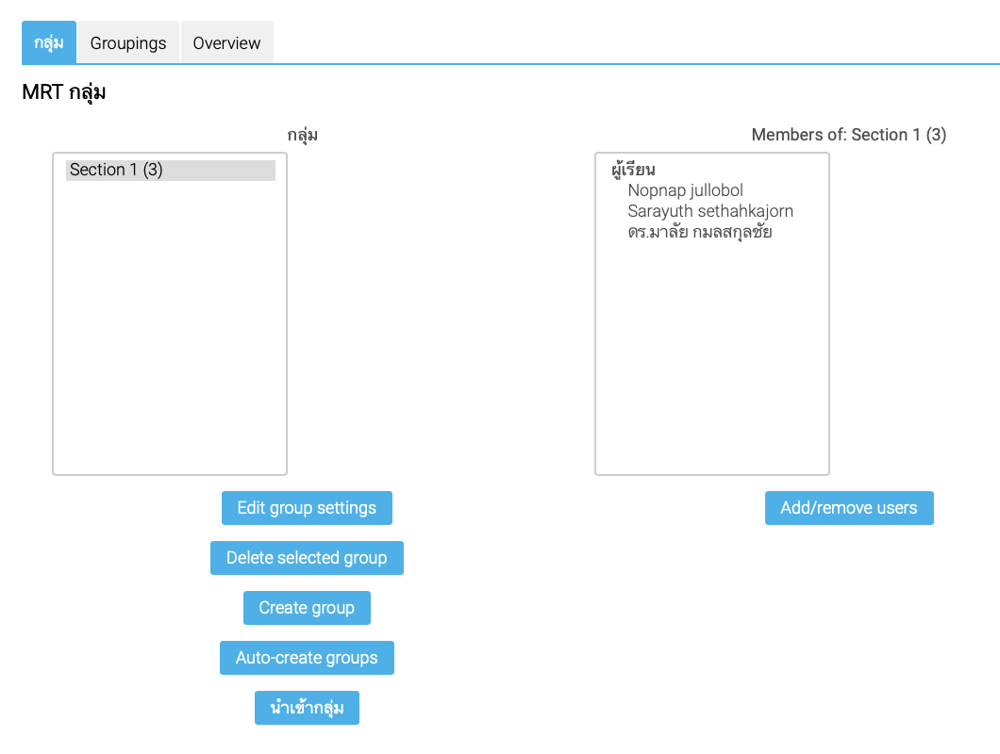 กลุ่ม Groupings Overview
MRT กลุ่ม
กลุ่ม
Section 1 (3)
Edit group settings
Delete selected group
Create group
Auto-create groups
นำเข้ากลุ่ม
Members of: Section 1 (3)
ผู้เรียน
Nopnap jullobol
Sarayuth sethahkajorn
ดร.มาลัย กมลสกุลชัย
Add/remove users